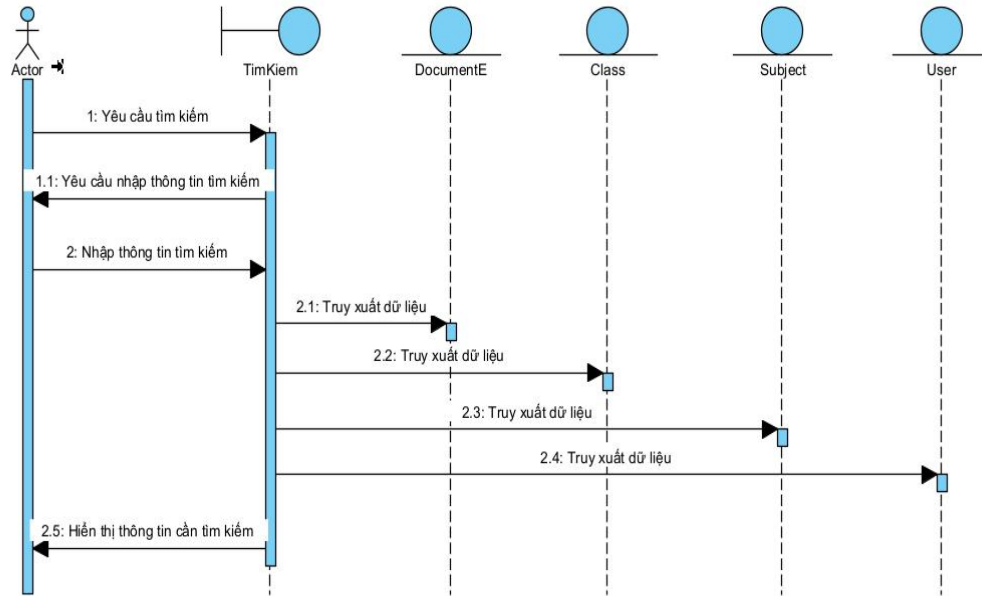 Actor
TimKiem
DocumentE
Class
Subject
User
1: Yêu cầu tìm kiếm
1.1: Yêu cầu nhập thông tin tìm kiếm
2: Nhập thông tin tìm kiếm
2.1: Truy xuất dữ liệu
2.2: Truy xuất dữ liệu
2.3: Truy xuất dữ liệu
2.4: Truy xuất dữ liệu
2.5: Hiển thị thông tin cần tìm kiếm